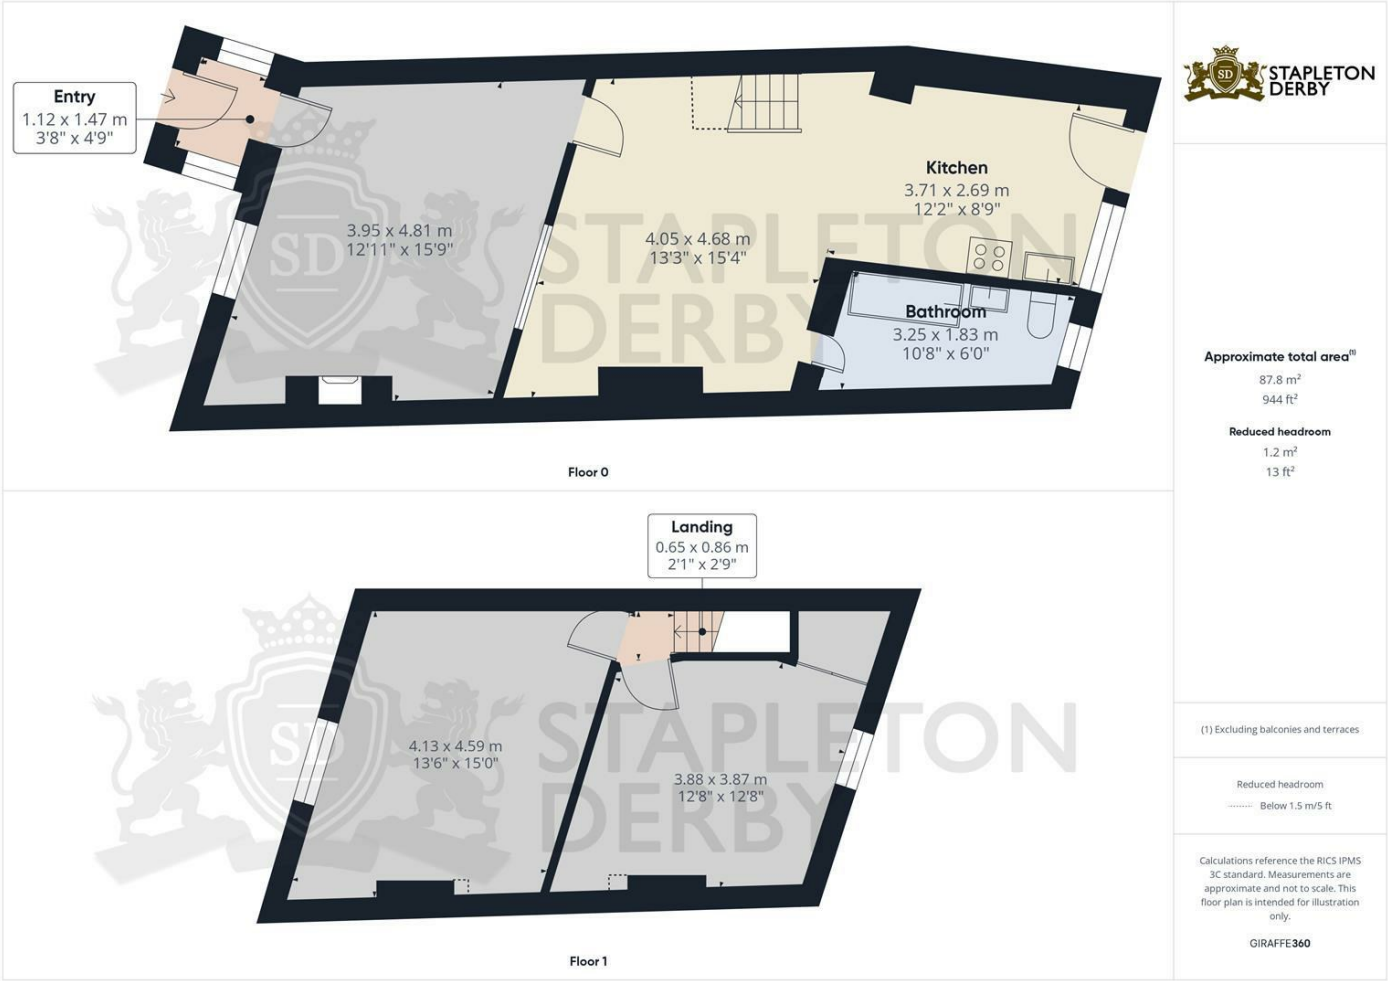 Entry
1.12 x 1.47 m
3'8" x 4'9"
3.95 x 4.81 m
12'11" x 15'9"
4.05 x 4.68 m
13'3" x 15'4"
Kitchen
3.71 x 2.69 m
12'2" x 8'9"
Bathroom
3.25 x 1.83 m
10'8" x 6'0"
SD
STAPLETON
DERBY
Floor 0
Landing
0.65 x 0.86 m
2'1" x 2'9"
4.13 x 4.59 m
13'6" x 15'0"
3.88 x 3.87 m
12'8" x 12'8"
SD
STAPLETON
DERBY
Floor 1
SD
STAPLETON
DERBY
Approximate total area(1)
87.8 m²
944 ft²
Reduced headroom
1.2 m²
13 ft²
(1) Excluding balconies and terraces
Reduced headroom
Below 1.5 m/5 ft
Calculations reference the RICS IPMS
3C standard. Measurements are
approximate and not to scale. This
floor plan is intended for illustration
only.
GIRAFFE360